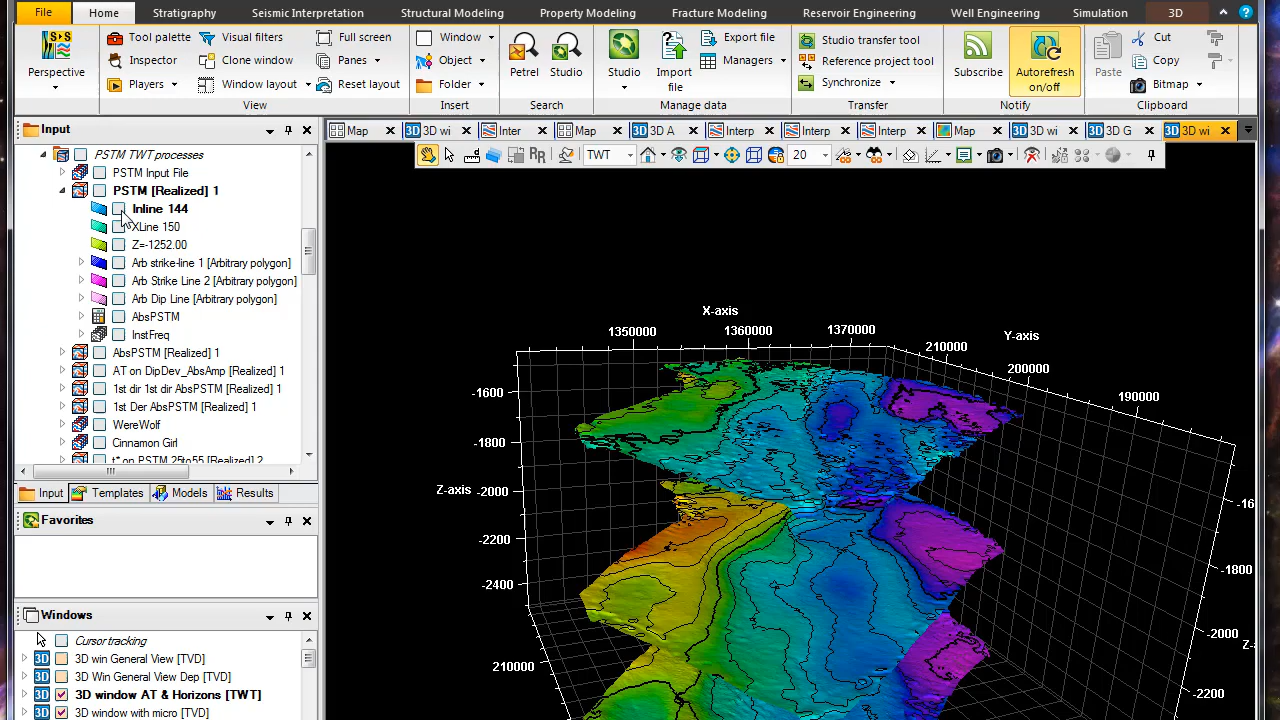 File Home Stratigraphy Seismic Interpretation Structural Modeling Property Modeling Fracture Modeling Reservoir Engineering Well Engineering Simulation 3D
Perspective
Tool palette Visual filters Full screen
Inspector Clone window Pane
Players Window layout Reset layout
View
Window
Object
Folder
Insert
Petrel Studio
Search
Studio Import file
Export file
Managers
Manage data
Studio transfer tool
Reference project tool
Synchronize
Transfer
Subscribe Autorefresh on/off
Notify
Paste
Cut
Copy
Bitmap
Clipboard
Input
Map 3D wi Inter Map 3D A Interp Interp Interp Map 3D wi 3D G 3D wi
RR TWT 20
PSTM TWT processes
PSTM Input File
PSTM [Realized] 1
Inline 144
XLine 150
Z=-1252.00
Arb strike-line 1 [Arbitrary polygon]
Arb Strike Line 2 [Arbitrary polygon]
Arb Dip Line [Arbitrary polygon]
AbsPSTM
InstFreq
AbsPSTM [Realized] 1
AT on DipDev_AbsAmp [Realized] 1
1st dir 1st dir AbsPSTM [Realized] 1
1st Der AbsPSTM [Realized] 1
WereWolf
Cinnamon Girl
t* on PSTM 25to55 [Realized] 2
Input Templates Models Results
Favorites
Windows
Cursor tracking
3D win General View [TVD]
3D Win General View Dep [TVD]
3D window AT & Horizons [TWT]
3D window with micro [TVD]
X-axis
1350000 1360000 1370000
Y-axis
210000
200000
190000
-1600
-1800
Z-axis -2000
-2200
-2400
210000
-16
-1800
-2000
Z-
-2200